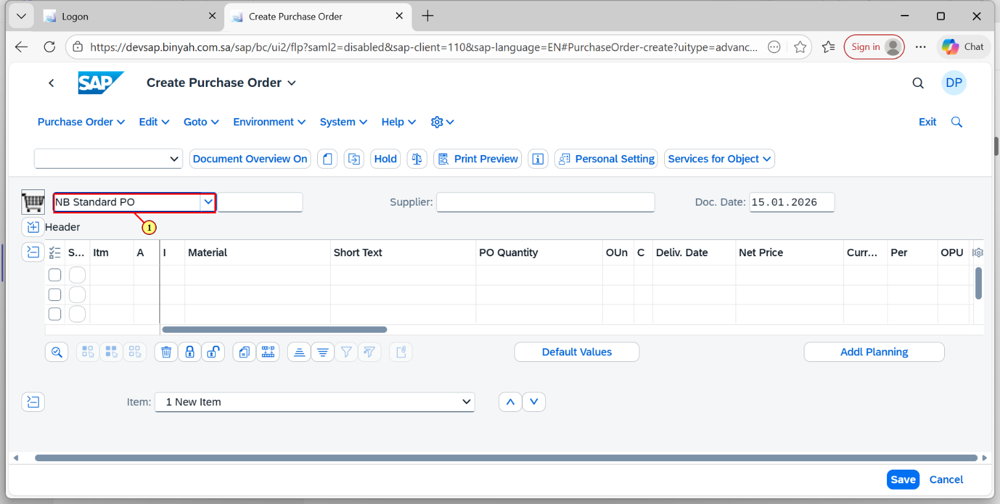 Logon
Create Purchase Order
https://devsap.binyah.com.sa/sap/bc/ui2/flp?saml2=disabled&sap-client=110&sap-language=EN#PurchaseOrder-create?uitype=advanc...
Sign in
Chat
SAP
Create Purchase Order
DP
Purchase Order Edit Goto Environment System Help
Exit
Document Overview On Hold Print Preview Personal Setting Services for Object
NB Standard PO
Supplier:
Doc. Date: 15.01.2026
1
Header
S... Itm A I Material Short Text PO Quantity OUn C Deliv. Date Net Price Curr... Per OPU
Default Values
Addl Planning
Item: 1 New Item
Save Cancel